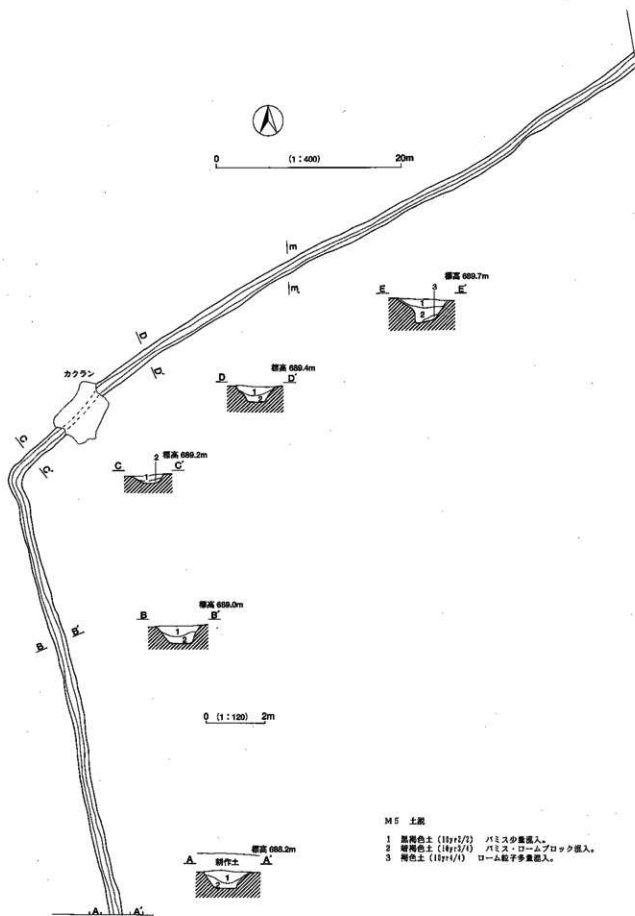 0 (1:400) 20m
m
m'
標高 689.7m
3
E E'
1
2
D
D'
標高 689.4m
D D'
1
2
カクラン
C
C'
標高 689.2m
2
C C'
1
標高 689.0m
B B'
1
2
B B'
0 (1:120) 2m
標高 688.2m
A 耕作土 A'
1
2
A A'
M5 土層
1 黒褐色土 (10yr2/2) パミス少量混入。
2 暗褐色土 (10yr3/4) パミス・ロームブロック混入。
3 褐色土 (10yr4/4) ローム粒子多量混入。